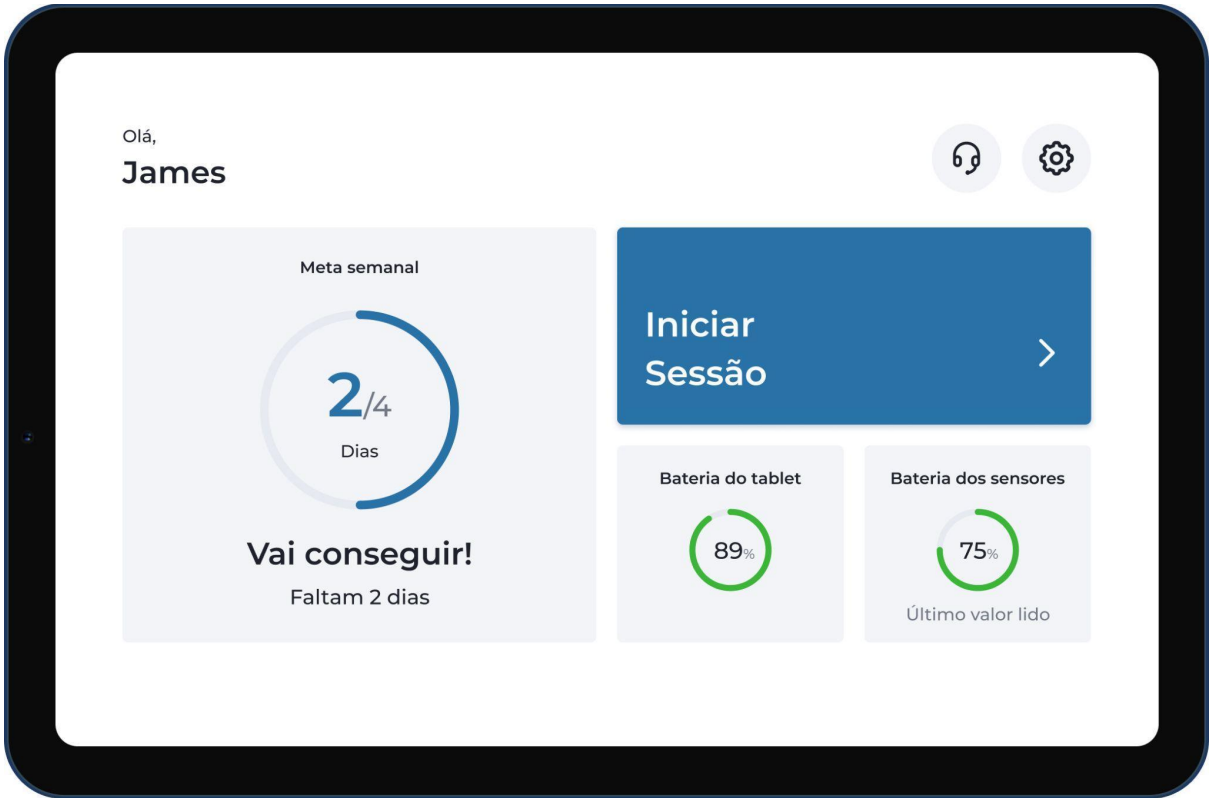 Olá,
James
Meta semanal
2/4
Dias
Vai conseguir!
Faltam 2 dias
Iniciar
Sessão
Bateria do tablet
89%
Bateria dos sensores
75%
Último valor lido